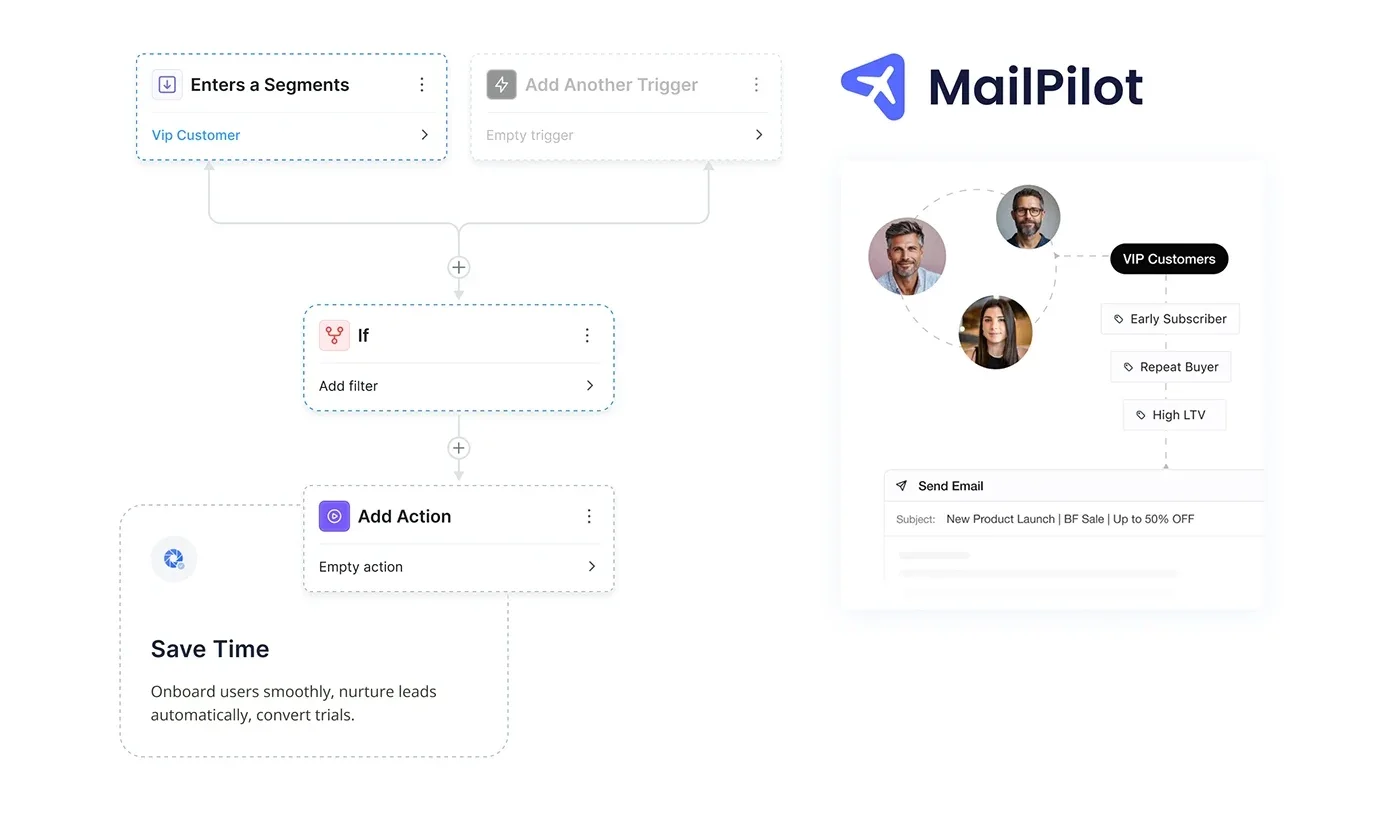 Enters a Segments
Vip Customer
Add Another Trigger
Empty trigger
If
Add filter
Add Action
Empty action
Save Time
Onboard users smoothly, nurture leads
automatically, convert trials.
MailPilot
VIP Customers
Early Subscriber
Repeat Buyer
High LTV
Send Email
Subject: New Product Launch | BF Sale | Up to 50% OFF